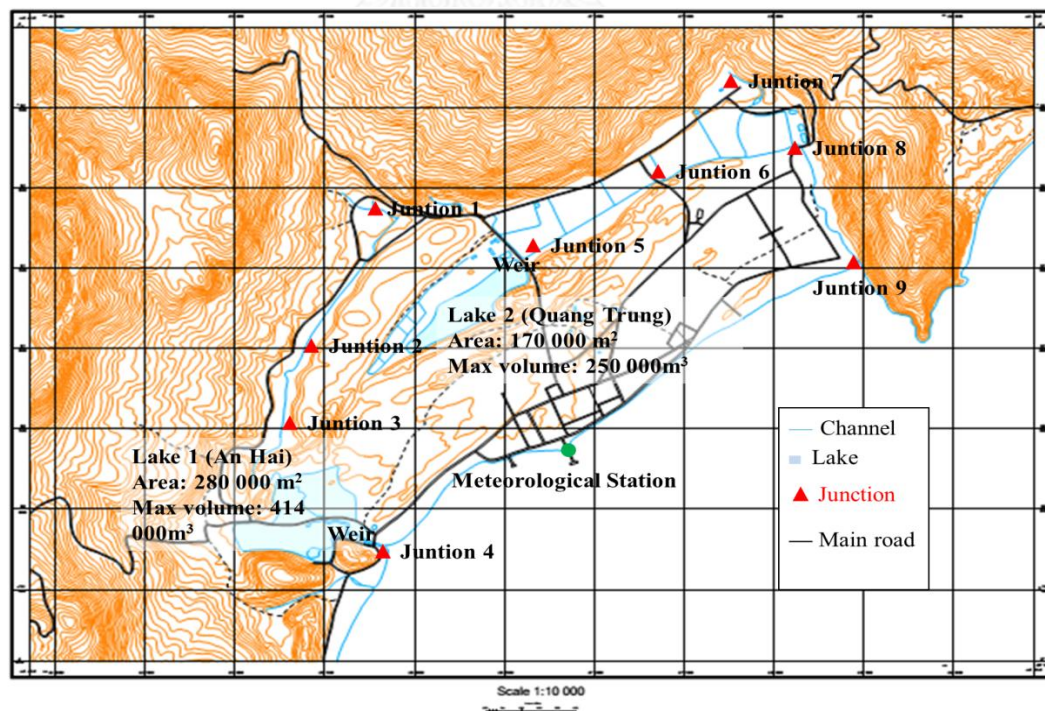 Juntion 7
Juntion 8
Juntion 6
Juntion 1
Juntion 5
Weir
Juntion 9
Lake 2 (Quang Trung)
Area: 170 000 m²
Max volume: 250 000m³
Juntion 2
Juntion 3
Channel
Lake
Junction
Main road
Lake 1 (An Hai)
Area: 280 000 m²
Max volume: 414
000m³
Meteorological Station
Weir
Juntion 4
Scale 1:10 000